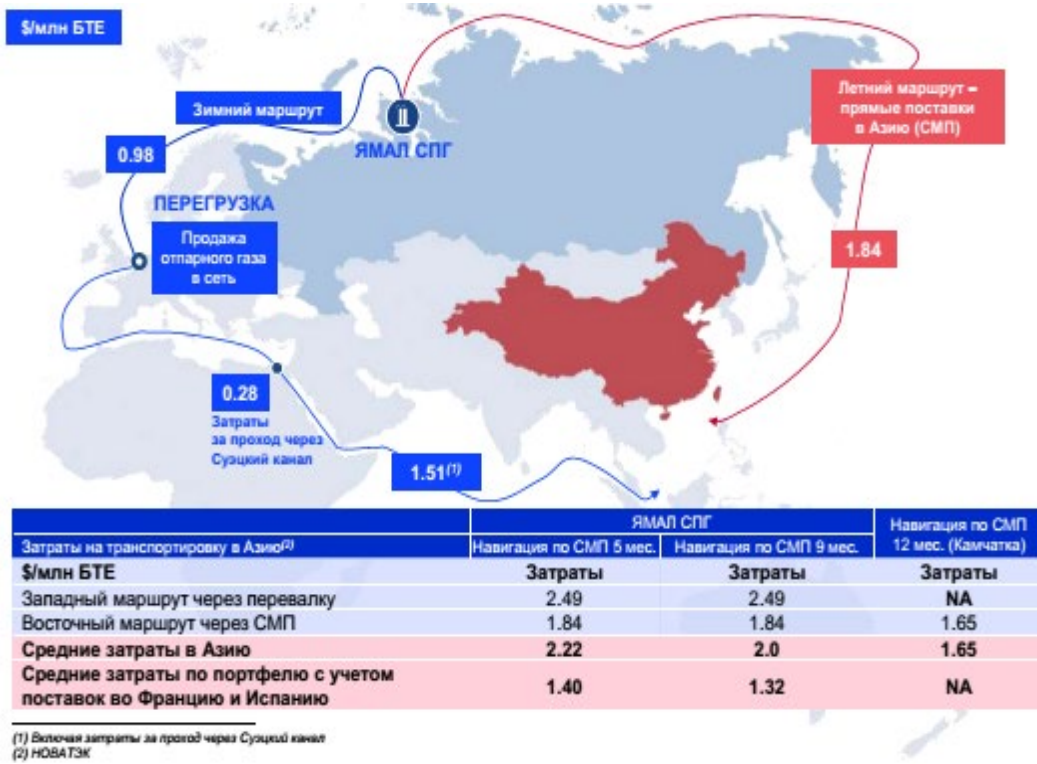 $/млн БТЕ
Зимний маршрут
ЯМАЛ СПГ
Летний маршрут –
прямые поставки
в Азию (СМП)
0.98
ПЕРЕГРУЗКА
Продажа
отпарного газа
в сеть
1.84
0.28
Затраты
за проход через
Суэцкий канал
1.51(1)
ЯМАЛ СПГ
Навигация по СМП
12 мес. (Камчатка)
Затраты на транспортировку в Азию(2) Навигация по СМП 5 мес. Навигация по СМП 9 мес.
$/млн БТЕ Затраты Затраты Затраты
Западный маршрут через перевалку 2.49 2.49 NA
Восточный маршрут через СМП 1.84 1.84 1.65
Средние затраты в Азию 2.22 2.0 1.65
Средние затраты по портфелю с учетом
поставок во Францию и Испанию 1.40 1.32 NA
(1) Включая затраты за проход через Суэцкий канал
(2) НОВАТЭК